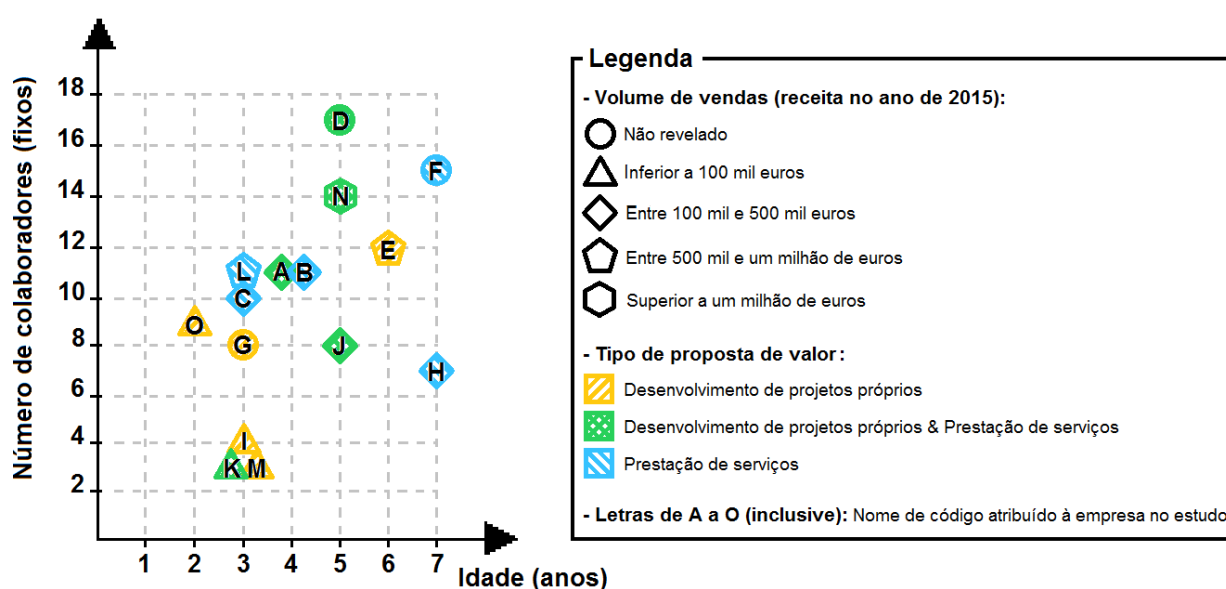 Número de colaboradores (fixos)
18
16
14
12
10
8
6
4
2
D
F
N
E
L
A
B
C
O
G
J
H
I
K
M
1 2 3 4 5 6 7
Idade (anos)
Legenda
- Volume de vendas (receita no ano de 2015):
Não revelado
Inferior a 100 mil euros
Entre 100 mil e 500 mil euros
Entre 500 mil e um milhão de euros
Superior a um milhão de euros
- Tipo de proposta de valor:
Desenvolvimento de projetos próprios
Desenvolvimento de projetos próprios & Prestação de serviços
Prestação de serviços
- Letras de A a O (inclusive): Nome de código atribuído à empresa no estudo